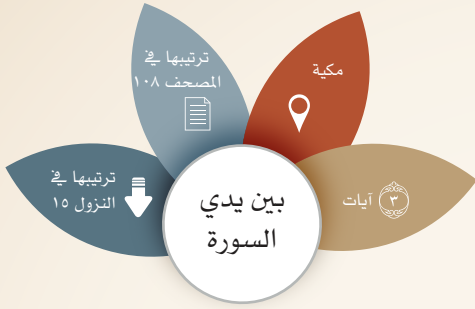 بين يدي
السورة
٣ آيات
مكية
ترتيبها في
المصحف ١٠٨
ترتيبها في
النزول ١٥